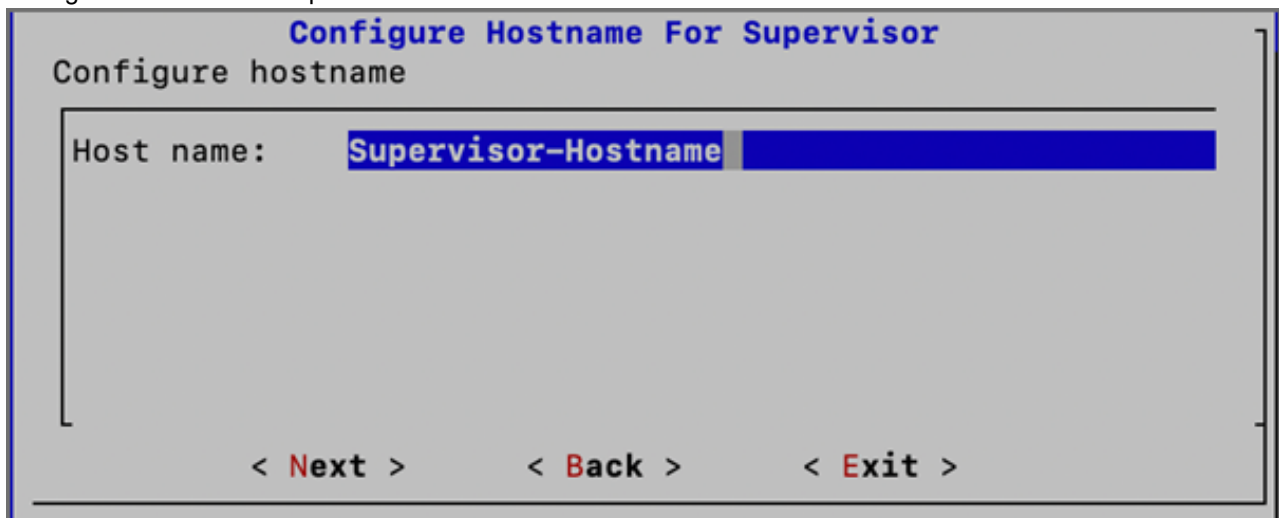 Configure Hostname For Supervisor
Configure hostname
Host name: Supervisor-Hostname
< Next > < Back > < Exit >